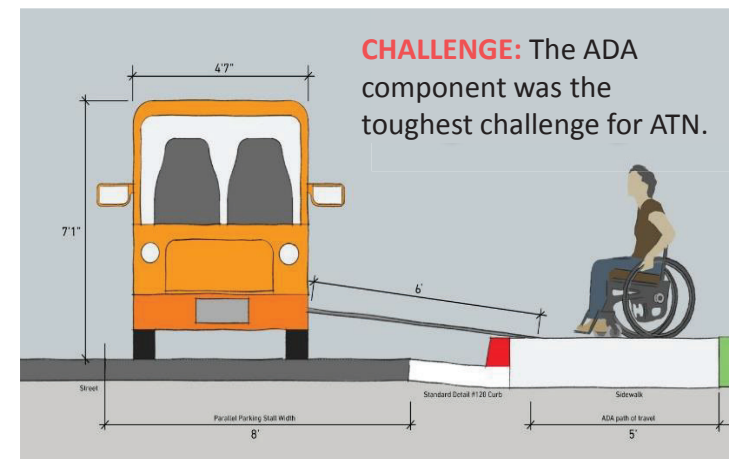 CHALLENGE: The ADA
component was the
toughest challenge for ATN.
4'7"
7'1"
6'
Street
Standard Detail #120 Curb
Sidewalk
Parallel Parking Stall Width
8'
ADA path of travel
5'